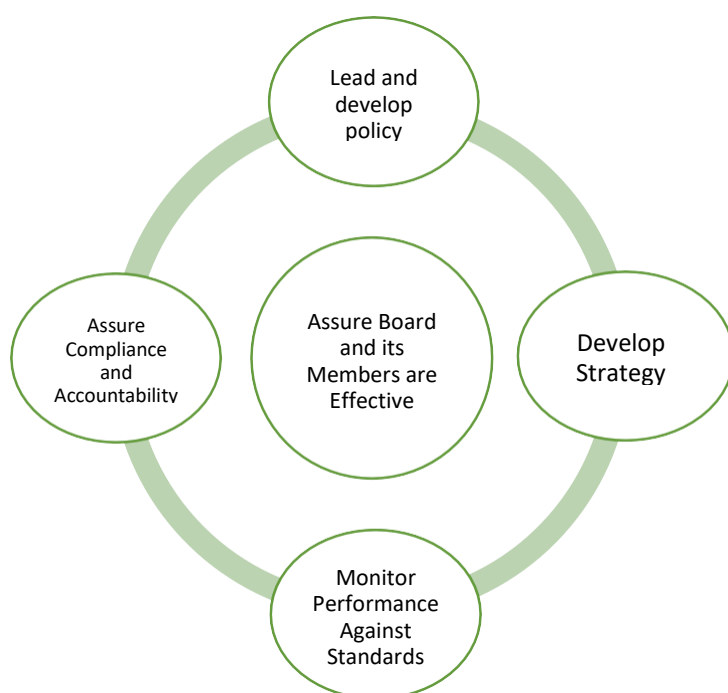 Lead and
develop
policy
Assure
Compliance
and
Accountability
Assure Board
and its
Members are
Effective
Develop
Strategy
Monitor
Performance
Against
Standards